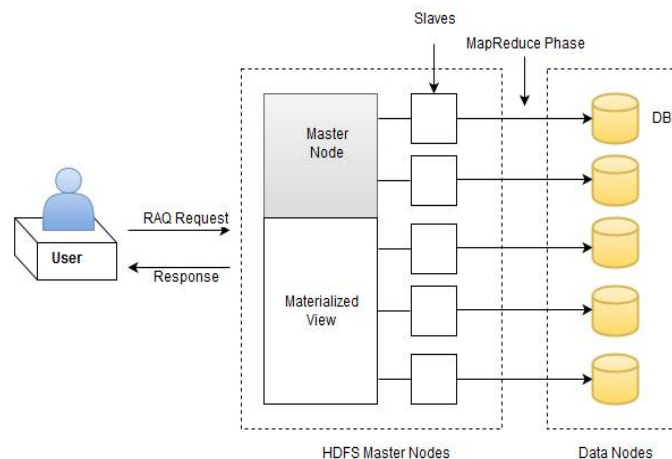 Slaves
MapReduce Phase
Master
Node
DB
RAQ Request
User
Response
Materialized
View
HDFS Master Nodes
Data Nodes